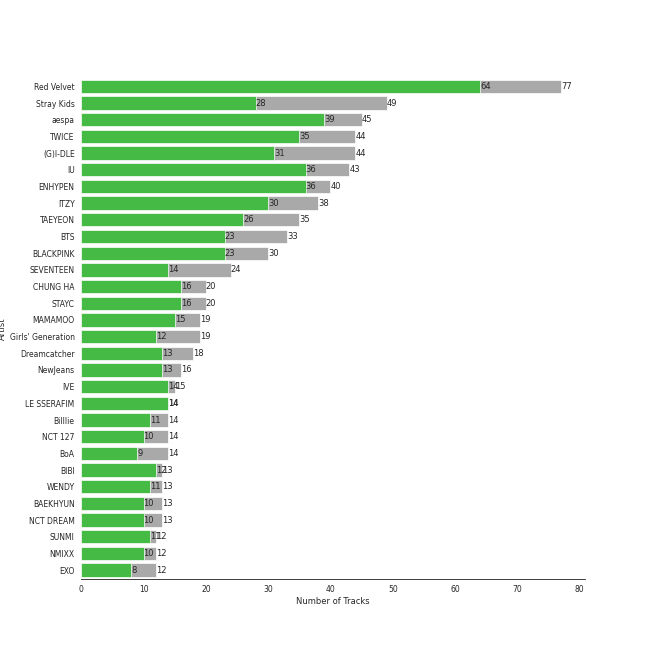 Red Velvet 64 77
Stray Kids 28 49
aespa 39 45
TWICE 35 44
(G)I-DLE 31 44
IU 36 43
ENHYPEN 36 40
ITZY 30 38
TAEYEON 26 35
BTS 23 33
BLACKPINK 23 30
SEVENTEEN 14 24
CHUNG HA 16 20
STAYC 16 20
MAMAMOO 15 19
Artist
Girls' Generation 12 19
Dreamcatcher 13 18
NewJeans 13 16
IVE 14 15
LE SSERAFIM 14 14
Billlie 11 14
NCT 127 10 14
BoA 9 14
BIBI 12 13
WENDY 11 13
BAEKHYUN 10 13
NCT DREAM 10 13
SUNMI 11 12
NMIXX 10 12
EXO 8 12
0 10 20 30 40 50 60 70 80
Number of Tracks